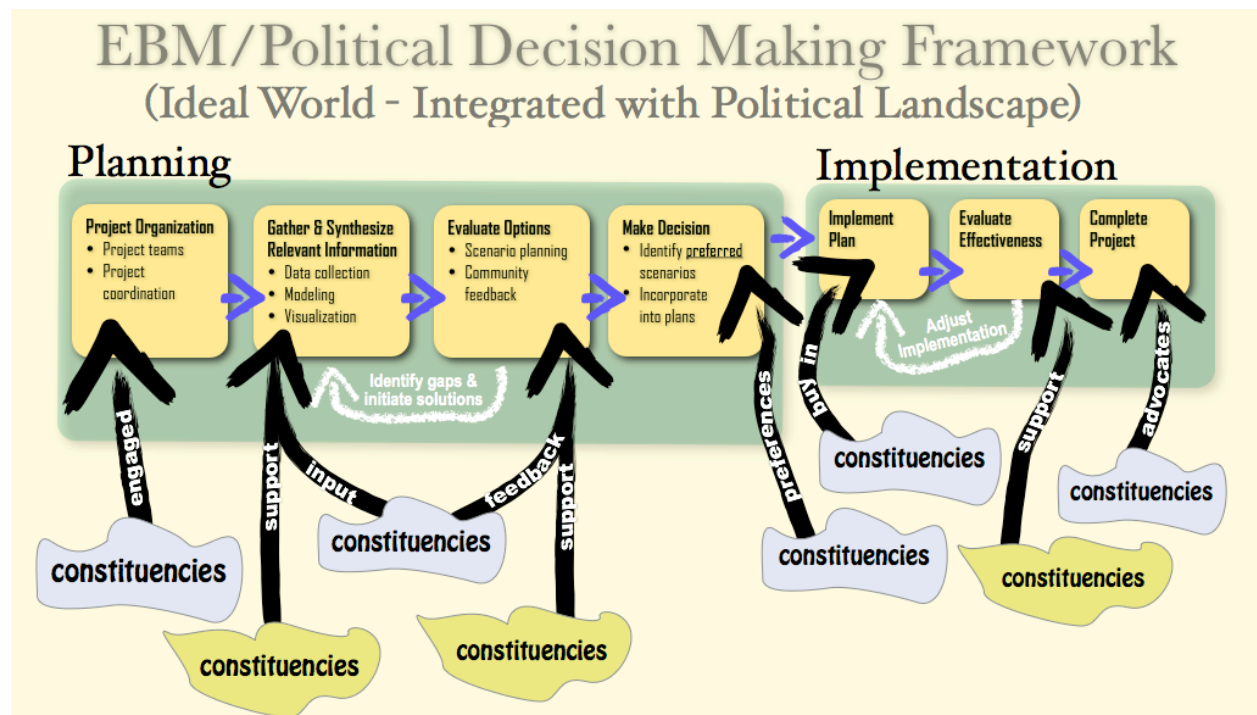 EBM/Political Decision Making Framework
(Ideal World - Integrated with Political Landscape)
Planning
Project Organization
• Project teams
• Project
coordination
Gather & Synthesize
Relevant Information
• Data collection
• Modeling
• Visualization
Evaluate Options
• Scenario planning
• Community
feedback
Make Decision
• Identify preferred
scenarios
• Incorporate
into plans
Identify gaps &
initiate solutions
Implementation
Implement
Plan
Evaluate
Effectiveness
Complete
Project
Adjust
Implementation
engaged
support
input
feedback
support
preferences
buy in
support
advocates
constituencies
constituencies
constituencies
constituencies
constituencies
constituencies
constituencies
constituencies